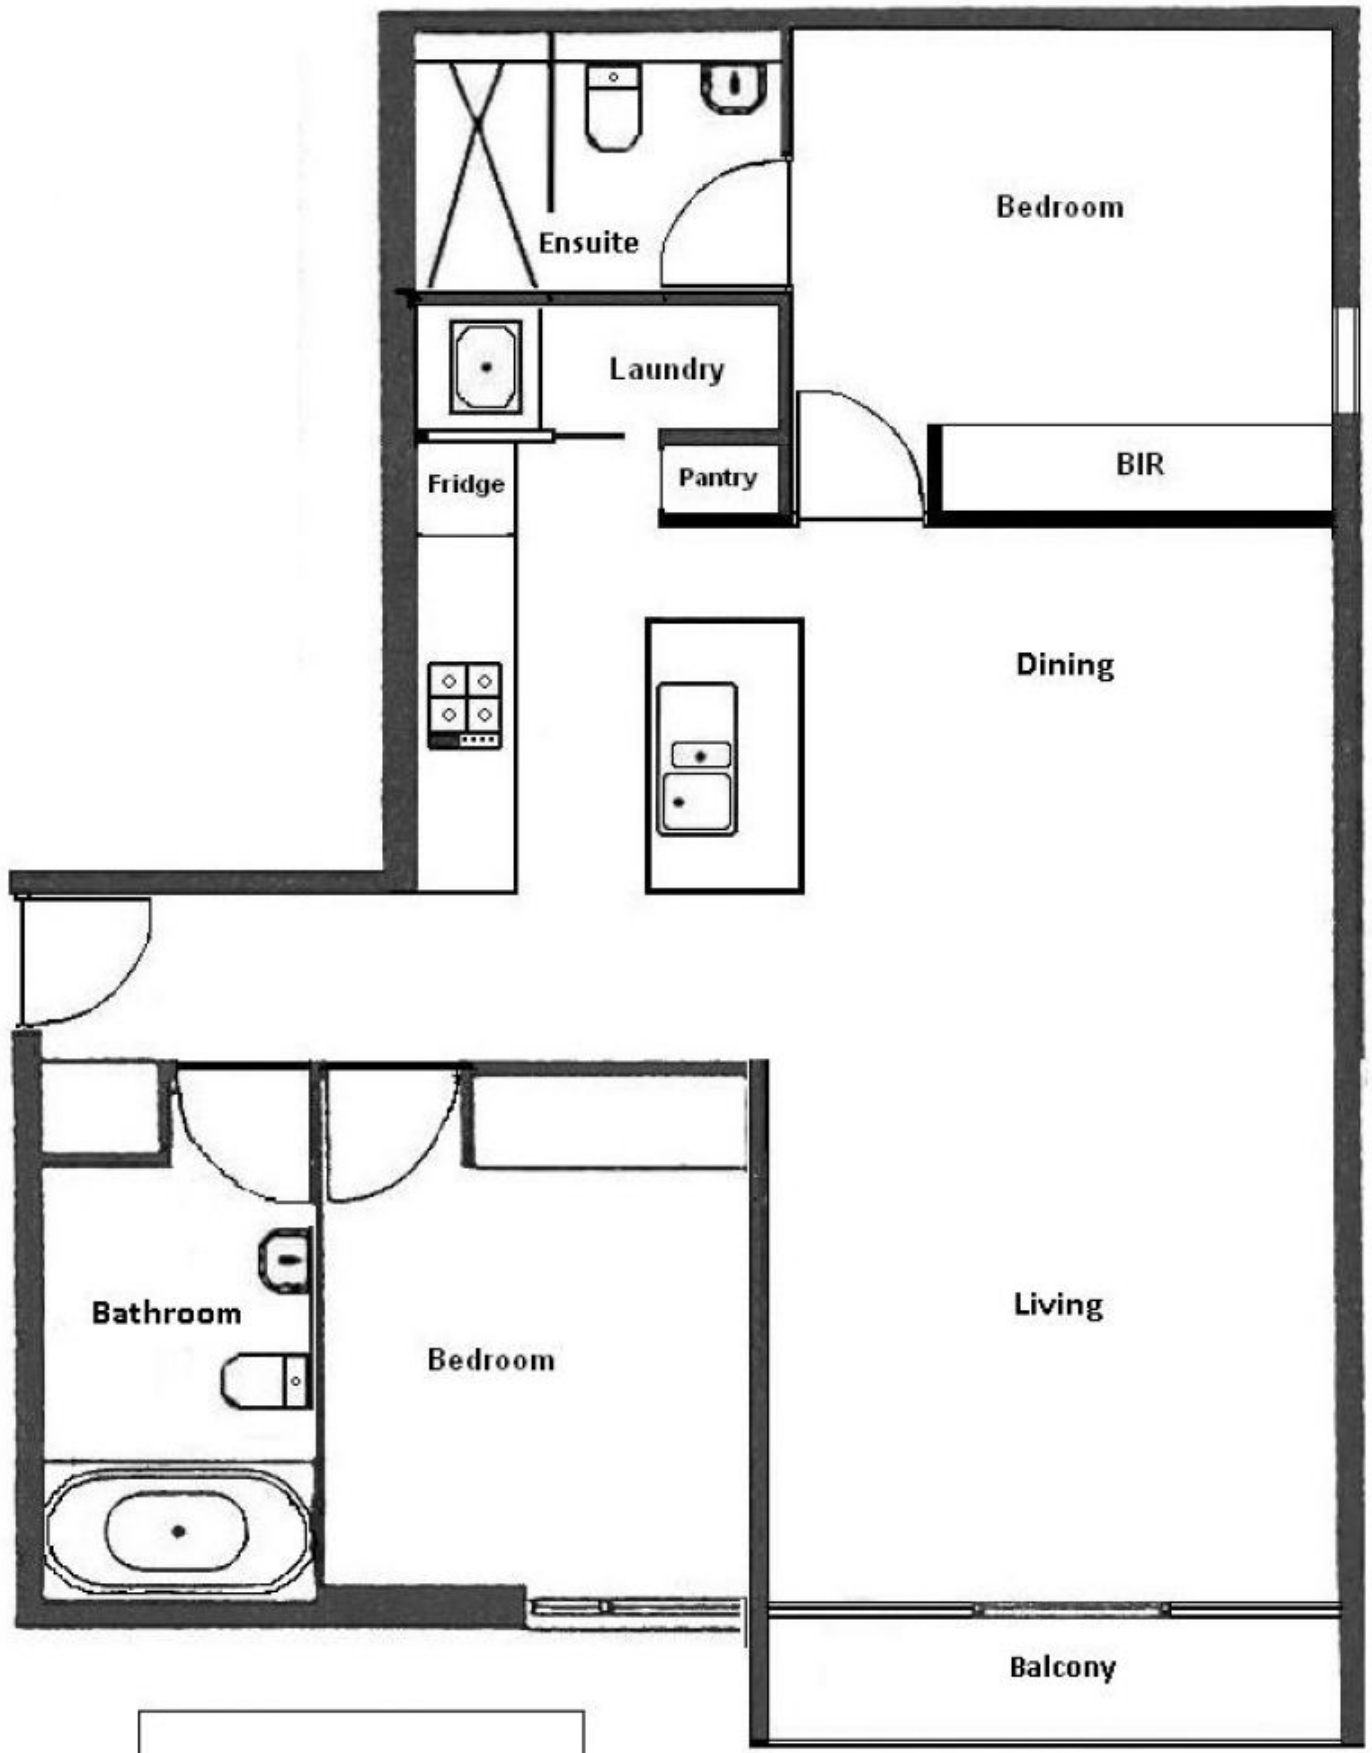 Bedroom
Ensuite
Laundry
BIR
Pantry
Fridge
Dining
Living
Bathroom
Bedroom
Balcony